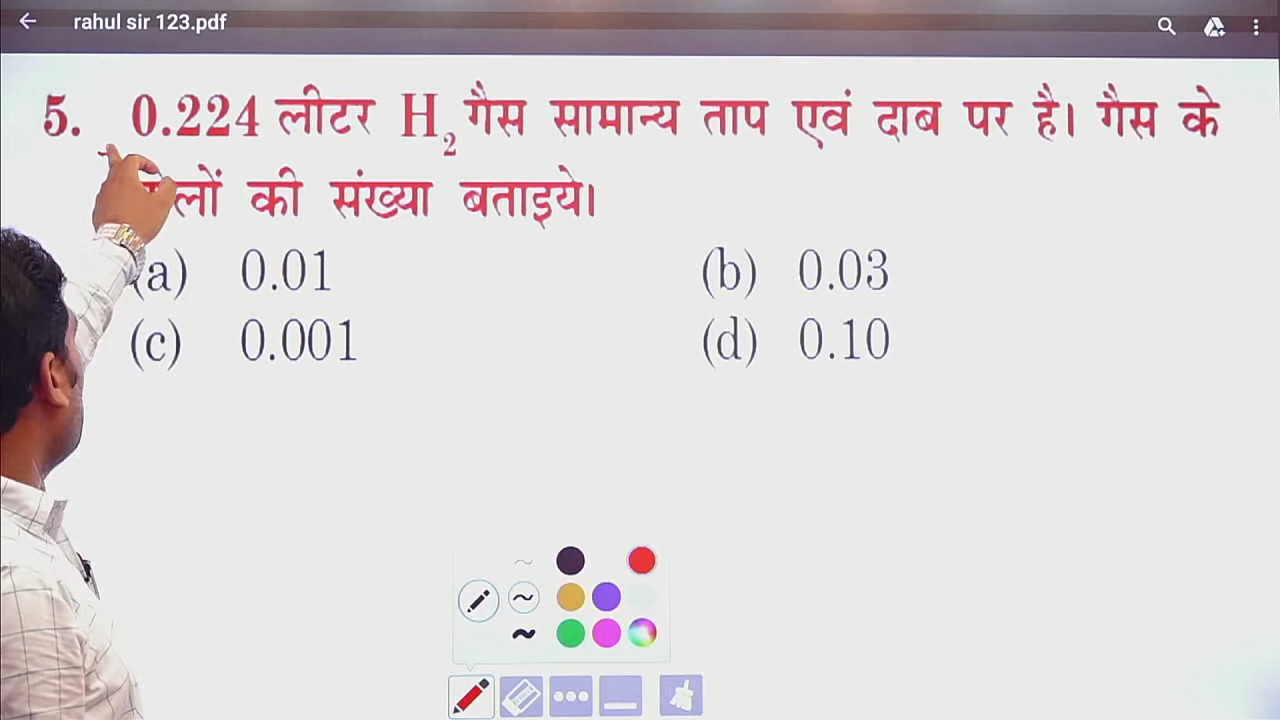 rahul sir 123.pdf
5. 0.224 लीटर H₂ गैस सामान्य ताप एवं दाब पर है। गैस के
की संख्या बताइये।
(a) 0.01 (b) 0.03
(c) 0.001 (d) 0.10